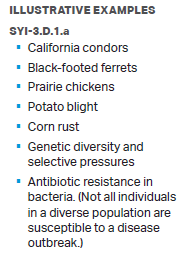 ILLUSTRATIVE EXAMPLES
SYI-3.D.1.a
▪ California condors
▪ Black-footed ferrets
▪ Prairie chickens
▪ Potato blight
▪ Corn rust
▪ Genetic diversity and
selective pressures
▪ Antibiotic resistance in
bacteria. (Not all individuals
in a diverse population are
susceptible to a disease
outbreak.)